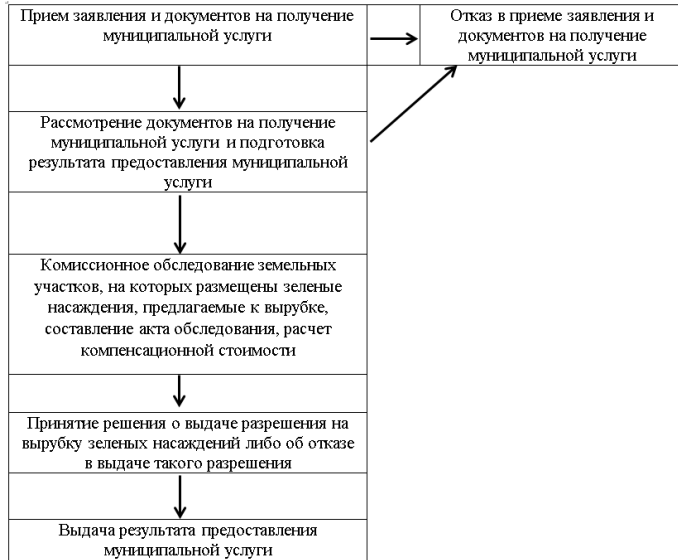 Прием заявления и документов на получение
муниципальной услуги
Отказ в приеме заявления и
документов на получение
муниципальной услуги
Рассмотрение документов на получение
муниципальной услуги и подготовка
результата предоставления муниципальной
услуги
Комиссионное обследование земельных
участков, на которых размещены зеленые
насаждения, предлагаемые к вырубке,
составление акта обследования, расчет
компенсационной стоимости
Принятие решения о выдаче разрешения на
вырубку зеленых насаждений либо об отказе
в выдаче такого разрешения
Выдача результата предоставления
муниципальной услуги